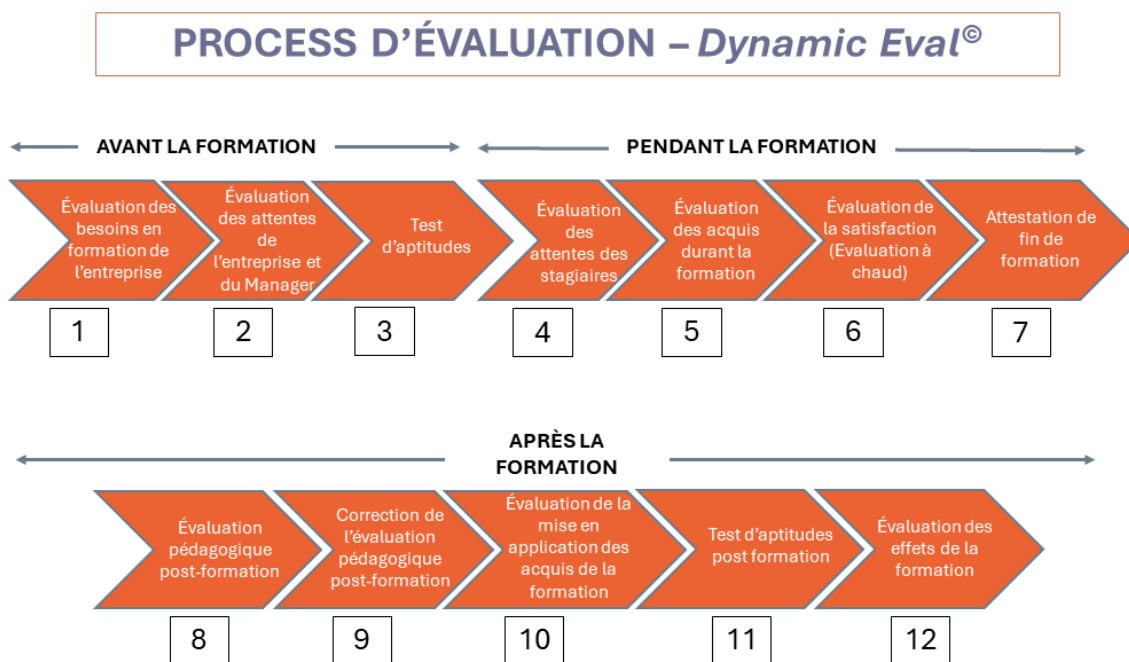 PROCESS D’ÉVALUATION – Dynamic Eval©
AVANT LA FORMATION
PENDANT LA FORMATION
Évaluation des
besoins en
formation de
l’entreprise
Évaluation
des attentes
de
l’entreprise et
du Manager
Test
d’aptitudes
Évaluation
des
attentes des
stagiaires
Évaluation
des acquis
durant la
formation
Évaluation de
la satisfaction
(Evaluation à
chaud)
Attestation de
fin de
formation
1
2
3
4
5
6
7
APRÈS LA
FORMATION
Évaluation
pédagogique
post-formation
Correction de
l’évaluation
pédagogique
post-formation
Évaluation de la
mise en
application des
acquis de la
formation
Test d’aptitudes
post formation
Évaluation des
effets de la
formation
8
9
10
11
12